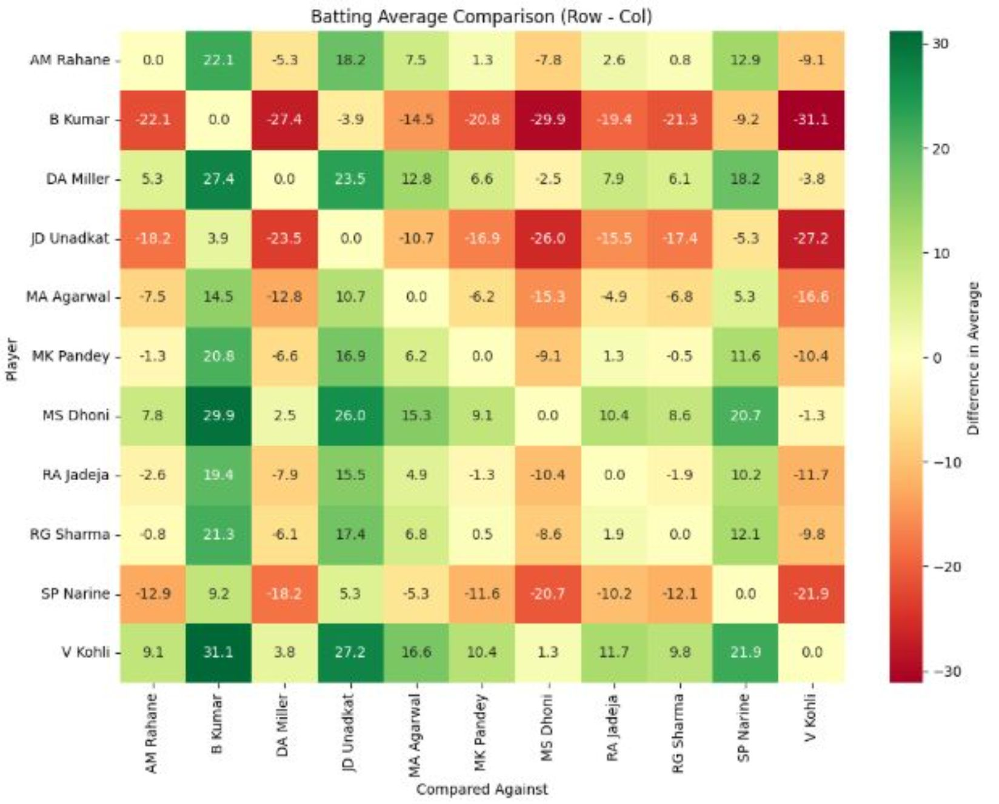 Batting Average Comparison (Row - Col)
AM Rahane 0.0 22.1 -5.3 18.2 7.5 1.3 -7.8 2.6 0.8 12.9 -9.1
B Kumar -22.1 0.0 -27.4 -3.9 -14.5 -20.8 -29.9 -19.4 -21.3 -9.2 -31.1
DA Miller 5.3 27.4 0.0 23.5 12.8 6.6 -2.5 7.9 6.1 18.2 -3.8
JD Unadkat -18.2 3.9 -23.5 0.0 -10.7 -16.9 -26.0 -15.5 -17.4 -5.3 -27.2
MA Agarwal -7.5 14.5 -12.8 10.7 0.0 -6.2 -15.3 -4.9 -6.8 5.3 -16.6
MK Pandey -1.3 20.8 -6.6 16.9 6.2 0.0 -9.1 1.3 -0.5 11.6 -10.4
MS Dhoni 7.8 29.9 2.5 26.0 15.3 9.1 0.0 10.4 8.6 20.7 -1.3
RA Jadeja -2.6 19.4 -7.9 15.5 4.9 -1.3 -10.4 0.0 -1.9 10.2 -11.7
RG Sharma -0.8 21.3 -6.1 17.4 6.8 0.5 -8.6 1.9 0.0 12.1 -9.8
SP Narine -12.9 9.2 -18.2 5.3 -5.3 -11.6 -20.7 -10.2 -12.1 0.0 -21.9
V Kohli 9.1 31.1 3.8 27.2 16.6 10.4 1.3 11.7 9.8 21.9 0.0
Player
AM Rahane
B Kumar
DA Miller
JD Unadkat
MA Agarwal
MK Pandey
MS Dhoni
RA Jadeja
RG Sharma
SP Narine
V Kohli
Compared Against
30
20
10
0
−10
−20
−30
Difference in Average